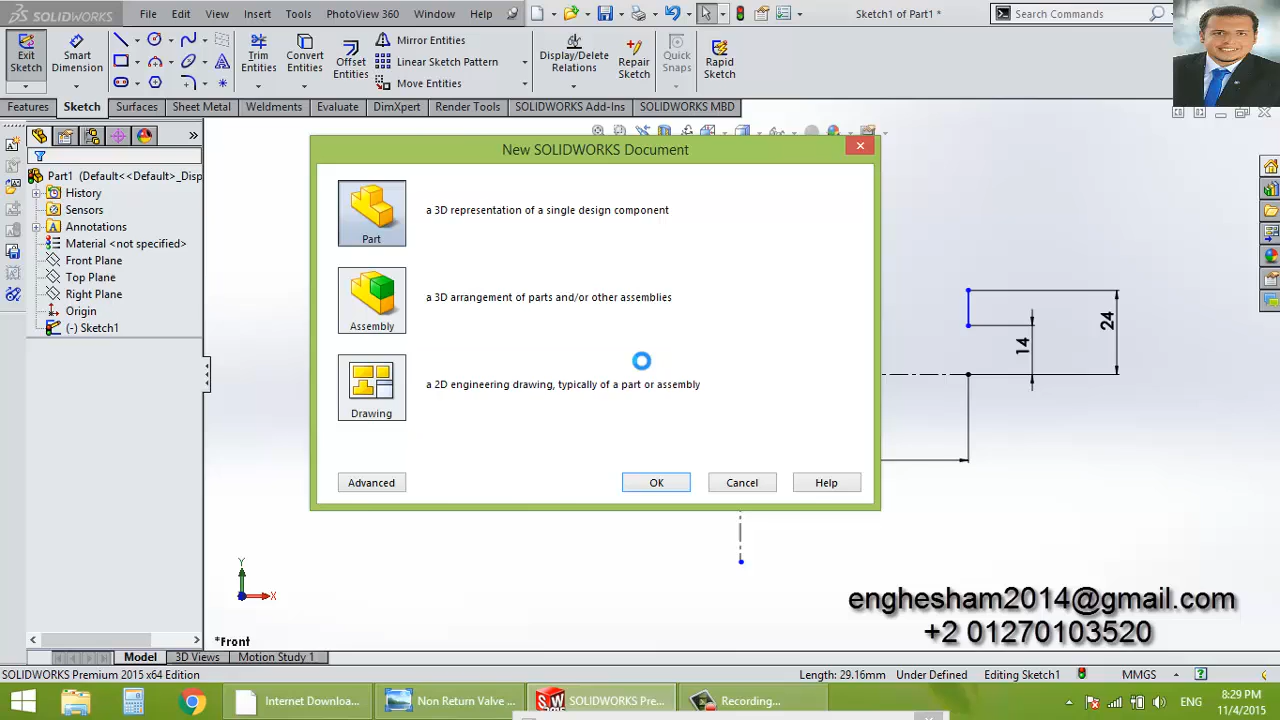 SOLIDWORKS File Edit View Insert Tools PhotoView 360 Window Help Sketch1 of Part1 * Search Commands
Exit Sketch
Smart Dimension
Trim Entities
Convert Entities
Offset Entities
Mirror Entities
Linear Sketch Pattern
Move Entities
Display/Delete Relations
Repair Sketch
Quick Snaps
Rapid Sketch
Features Sketch Surfaces Sheet Metal Weldments Evaluate DimXpert Render Tools SOLIDWORKS Add-Ins SOLIDWORKS MBD
Part1 (Default<<Default>_Disp
History
Sensors
Annotations
Material <not specified>
Front Plane
Top Plane
Right Plane
Origin
(-) Sketch1
New SOLIDWORKS Document
Part
a 3D representation of a single design component
Assembly
a 3D arrangement of parts and/or other assemblies
Drawing
a 2D engineering drawing, typically of a part or assembly
Advanced OK Cancel Help
24
14
Y
X
*Front
enghesham2014@gmail.com
+2 01270103520
Model 3D Views Motion Study 1
SOLIDWORKS Premium 2015 x64 Edition Length: 29.16mm Under Defined Editing Sketch1 MMGS
Internet Downloa... Non Return Valve ... SOLIDWORKS Pre... Recording... ENG 8:29 PM
11/4/2015